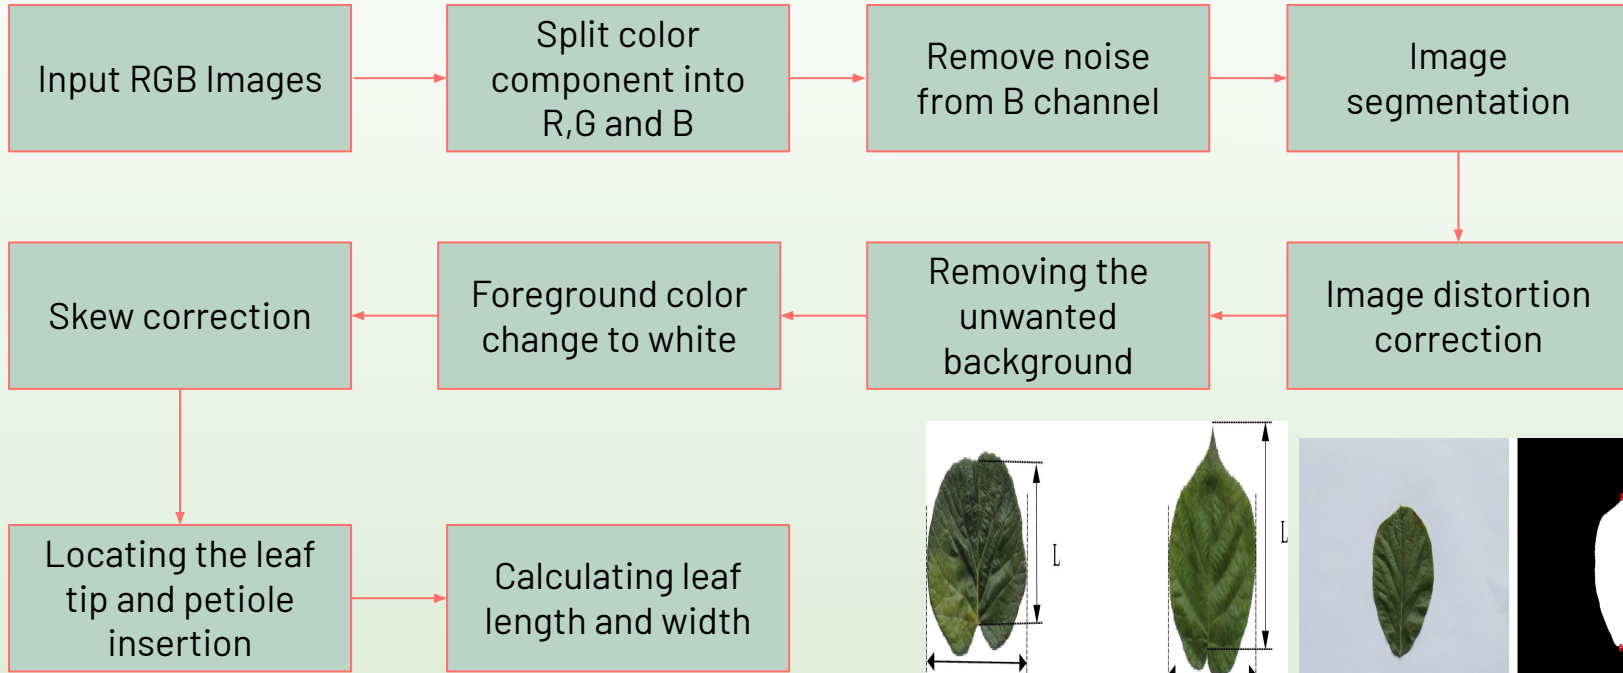 Input RGB Images
Split color
component into
R,G and B
Remove noise
from B channel
Image
segmentation
Image distortion
correction
Removing the
unwanted
background
Foreground color
change to white
Skew correction
Locating the leaf
tip and petiole
insertion
Calculating leaf
length and width
L
L